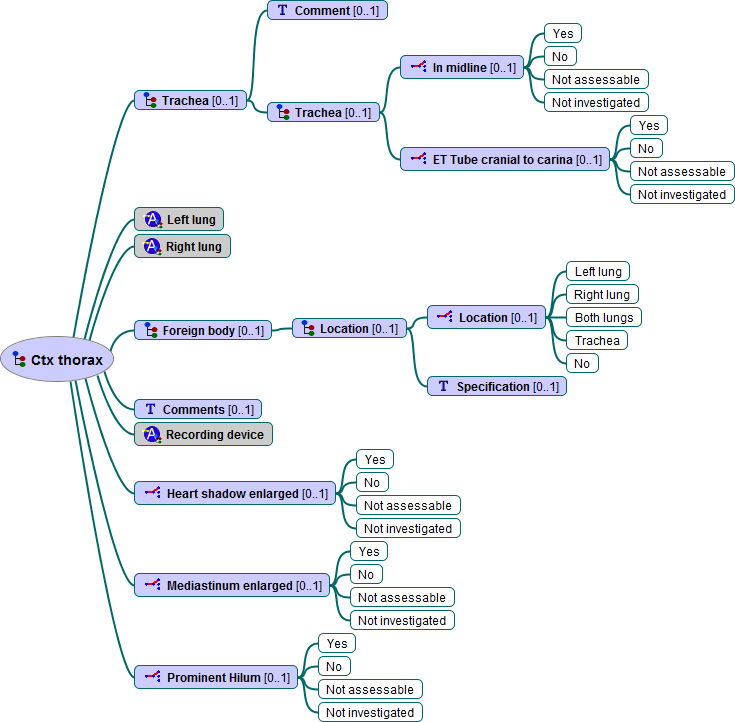 T Comment [0..1]
Yes
In midline [0..1]
No
Not assessable
Trachea [0..1]
Trachea [0..1]
Not investigated
Yes
No
ET Tube cranial to carina [0..1]
Not assessable
Not investigated
A Left lung
A Right lung
Left lung
Right lung
Location [0..1]
Both lungs
Foreign body [0..1]
Location [0..1]
Trachea
Ctx thorax
No
T Specification [0..1]
T Comments [0..1]
A Recording device
Yes
No
Heart shadow enlarged [0..1]
Not assessable
Not investigated
Yes
No
Mediastinum enlarged [0..1]
Not assessable
Not investigated
Yes
No
Prominent Hilum [0..1]
Not assessable
Not investigated